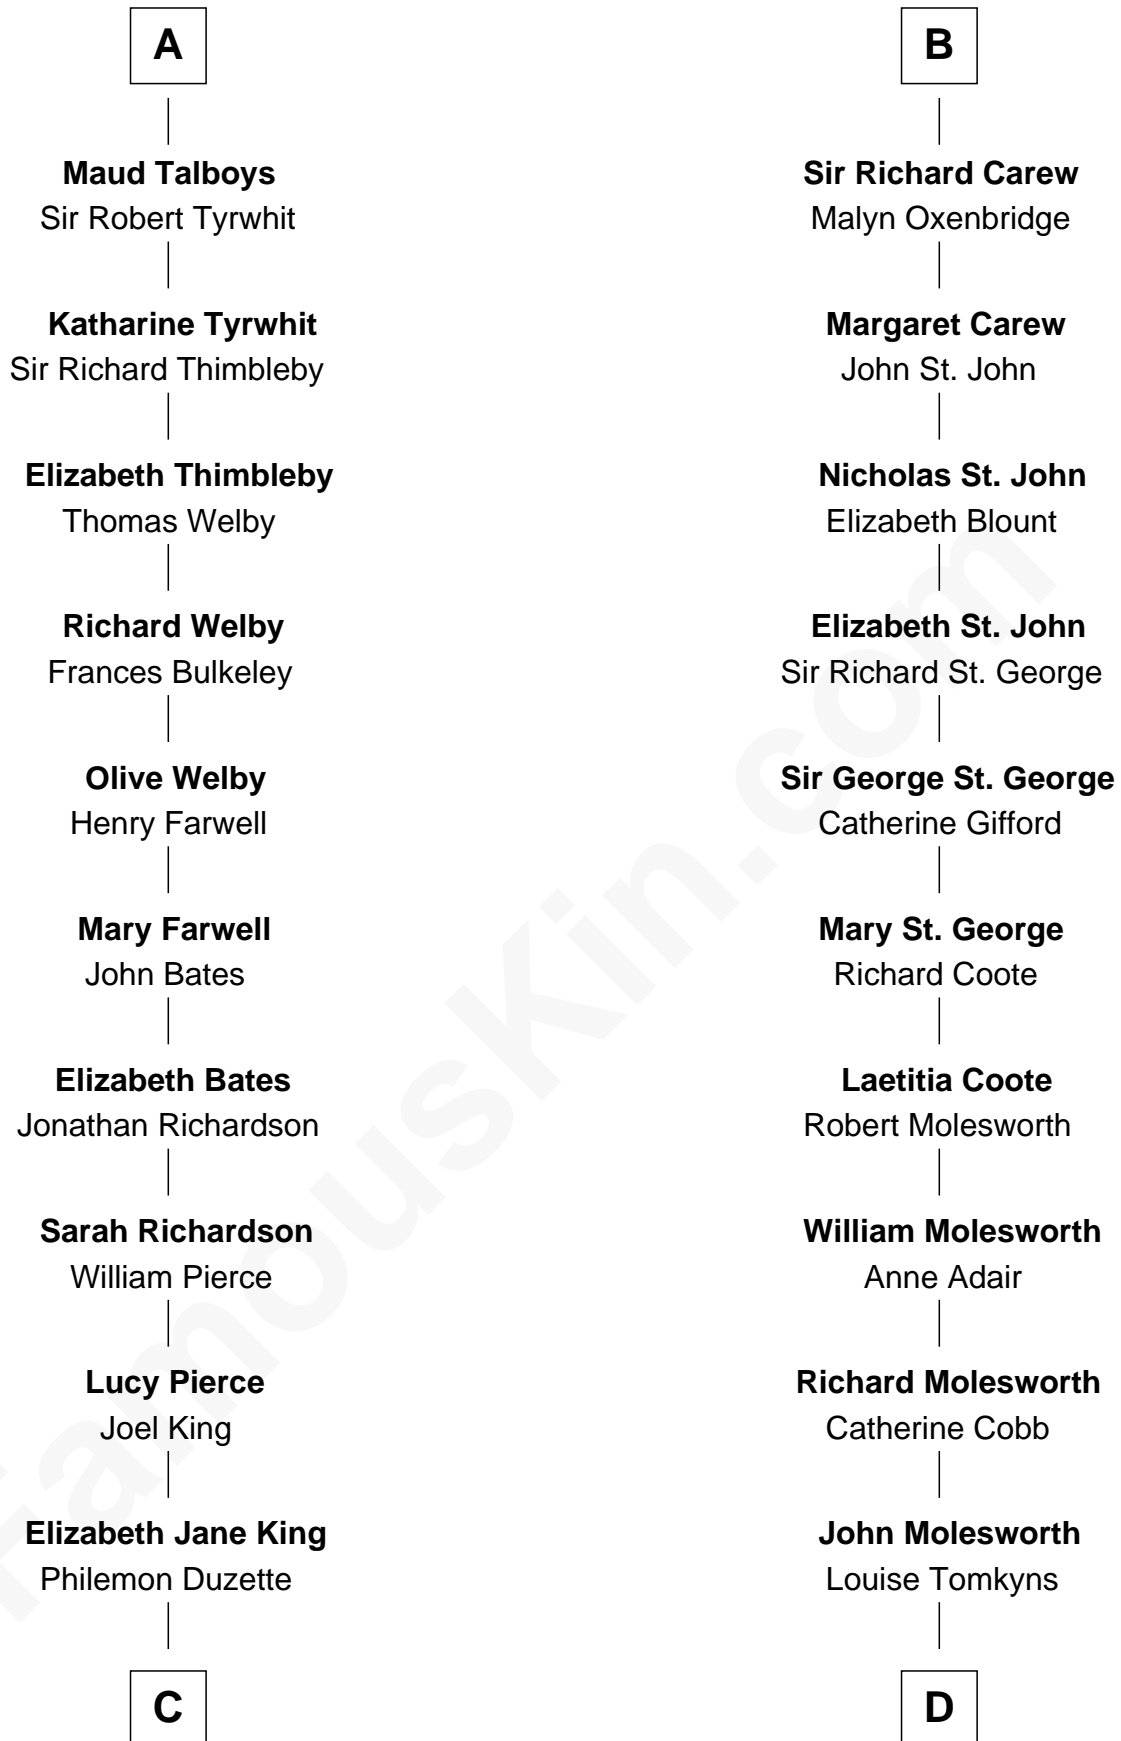 A
Maud Talboys
Sir Robert Tyrwhit
Katharine Tyrwhit
Sir Richard Thimbleby
Elizabeth Thimbleby
Thomas Welby
Richard Welby
Frances Bulkeley
Olive Welby
Henry Farwell
Mary Farwell
John Bates
Elizabeth Bates
Jonathan Richardson
Sarah Richardson
William Pierce
Lucy Pierce
Joel King
Elizabeth Jane King
Philemon Duzette
C
B
Sir Richard Carew
Malyn Oxenbridge
Margaret Carew
John St. John
Nicholas St. John
Elizabeth Blount
Elizabeth St. John
Sir Richard St. George
Sir George St. George
Catherine Gifford
Mary St. George
Richard Coote
Laetitia Coote
Robert Molesworth
William Molesworth
Anne Adair
Richard Molesworth
Catherine Cobb
John Molesworth
Louise Tomkyns
D
FamousKin.com